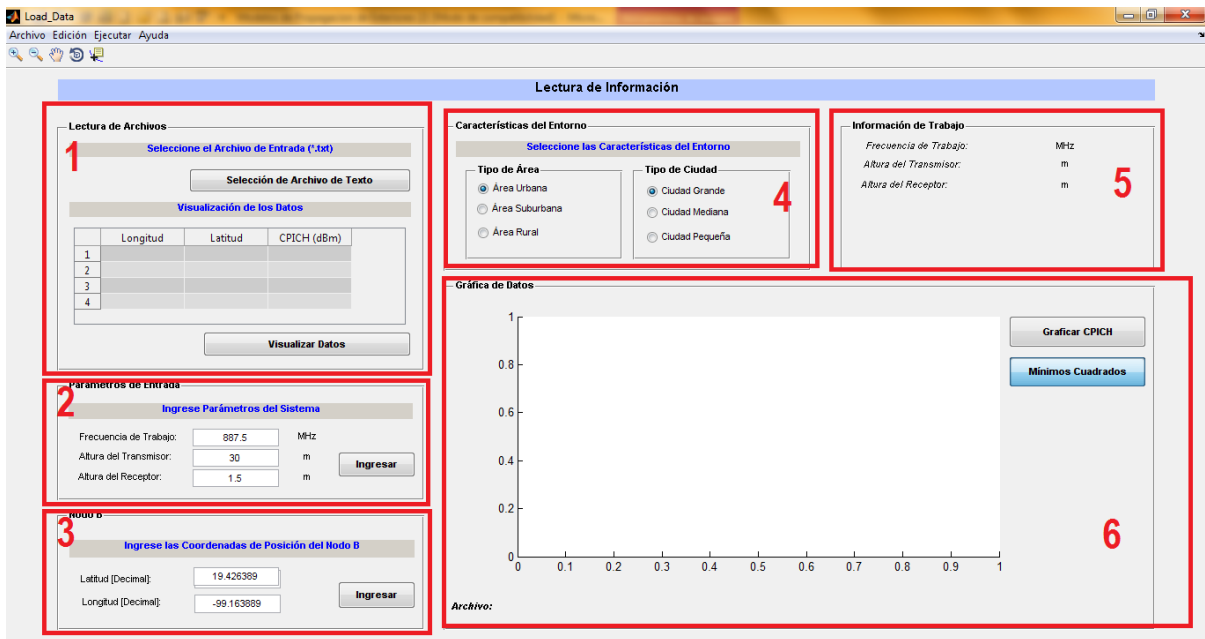 Load_Data
Archivo Edición Ejecutar Ayuda
Lectura de Información
Lectura de Archivos
1
Seleccione el Archivo de Entrada (*.txt)
Selección de Archivo de Texto
Visualización de los Datos
Longitud Latitud CPICH (dBm)
1
2
3
4
Visualizar Datos
Parámetros de Entrada
2
Ingrese Parámetros del Sistema
Frecuencia de Trabajo: 887.5 MHz
Altura del Transmisor: 30 m
Altura del Receptor: 1.5 m
Ingresar
Nodo B
3
Ingrese las Coordenadas de Posición del Nodo B
Latitud [Decimal]: 19.426389
Longitud [Decimal]: -99.163889
Ingresar
Características del Entorno
Seleccione las Características del Entorno
Tipo de Área
Área Urbana
Área Suburbana
Área Rural
Tipo de Ciudad
Ciudad Grande
Ciudad Mediana
Ciudad Pequeña
4
Información de Trabajo
Frecuencia de Trabajo: MHz
Altura del Transmisor: m
Altura del Receptor: m
5
Gráfica de Datos
1
0.8
0.6
0.4
0.2
0
0 0.1 0.2 0.3 0.4 0.5 0.6 0.7 0.8 0.9 1
Graficar CPICH
Mínimos Cuadrados
6
Archivo: